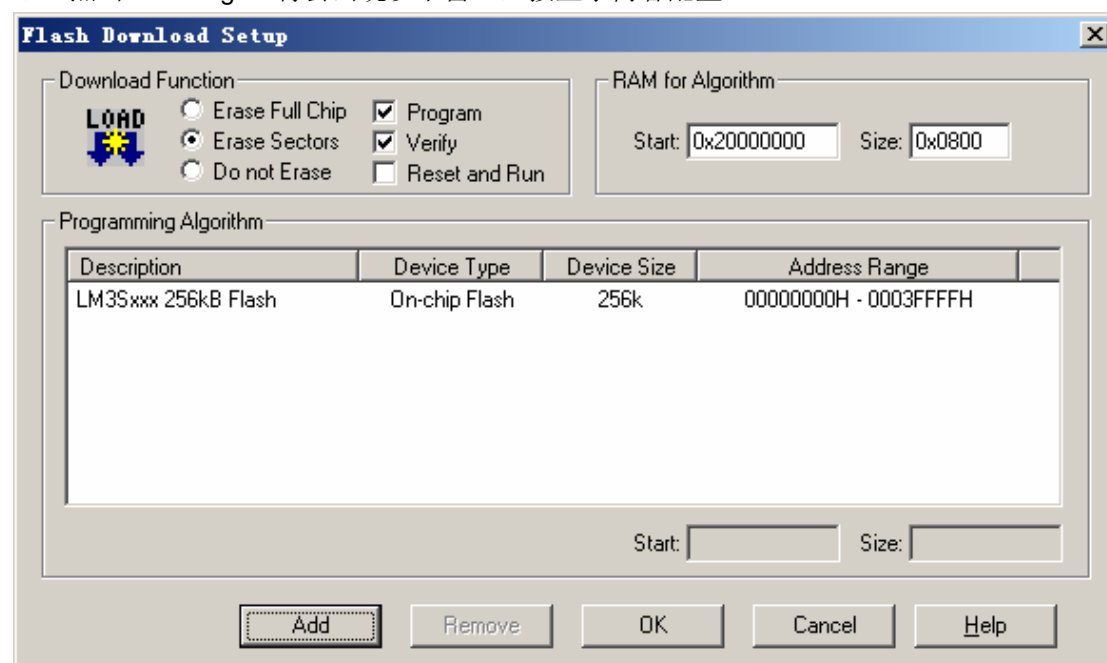 Flash Download Setup
Download Function
LOAD
Erase Full Chip
Erase Sectors
Do not Erase
Program
Verify
Reset and Run
RAM for Algorithm
Start: 0x20000000 Size: 0x0800
Programming Algorithm
Description Device Type Device Size Address Range
LM3Sxxx 256kB Flash On-chip Flash 256k 00000000H - 0003FFFFH
Start: Size:
Add Remove OK Cancel Help